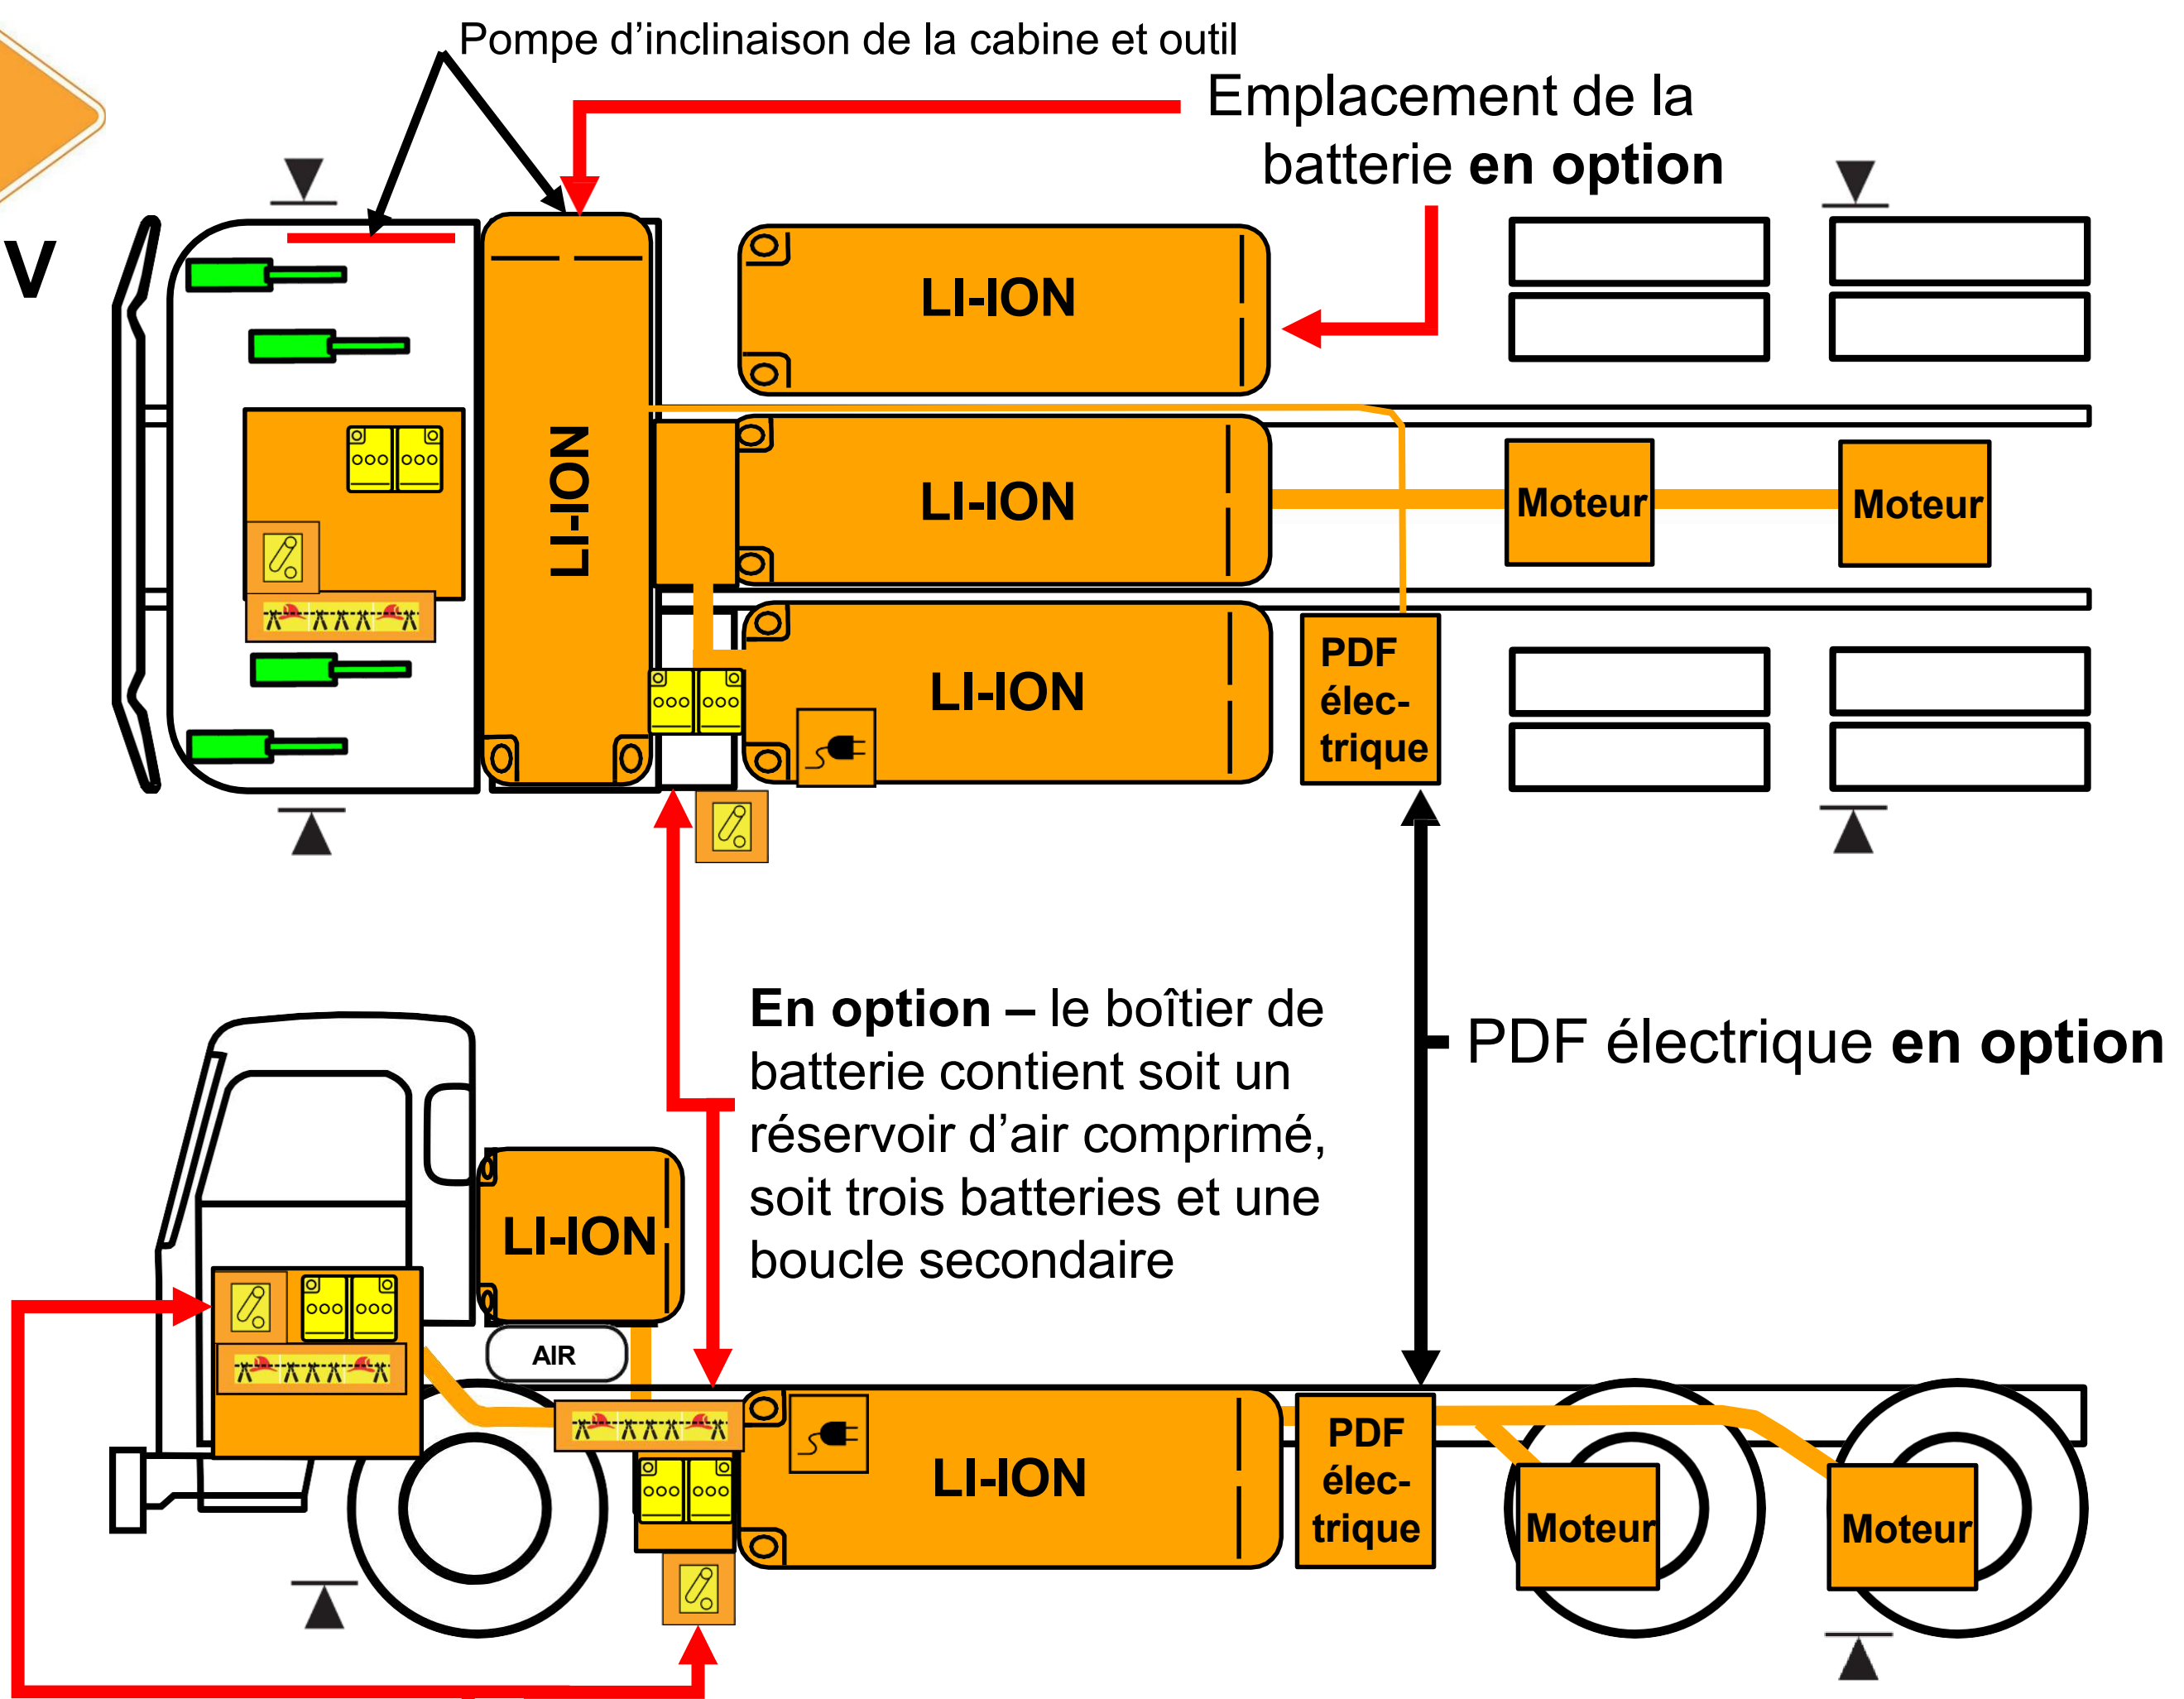 Pompe d’inclinaison de la cabine et outil
Emplacement de la
batterie en option
V
LI-ION
LI-ION
LI-ION
Moteur
Moteur
LI-ION
PDF
élec-
trique
En option – le boîtier de
batterie contient soit un
réservoir d’air comprimé,
soit trois batteries et une
boucle secondaire
PDF électrique en option
LI-ION
AIR
LI-ION
PDF
élec-
trique
Moteur
Moteur